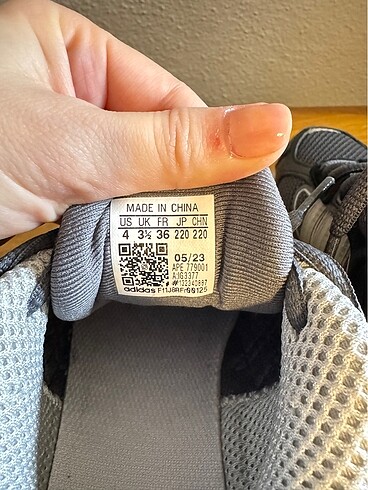 MADE IN CHINA
US UK FR JP CHN
4 3½ 36 220 220
05/23
APE 779001
adidas